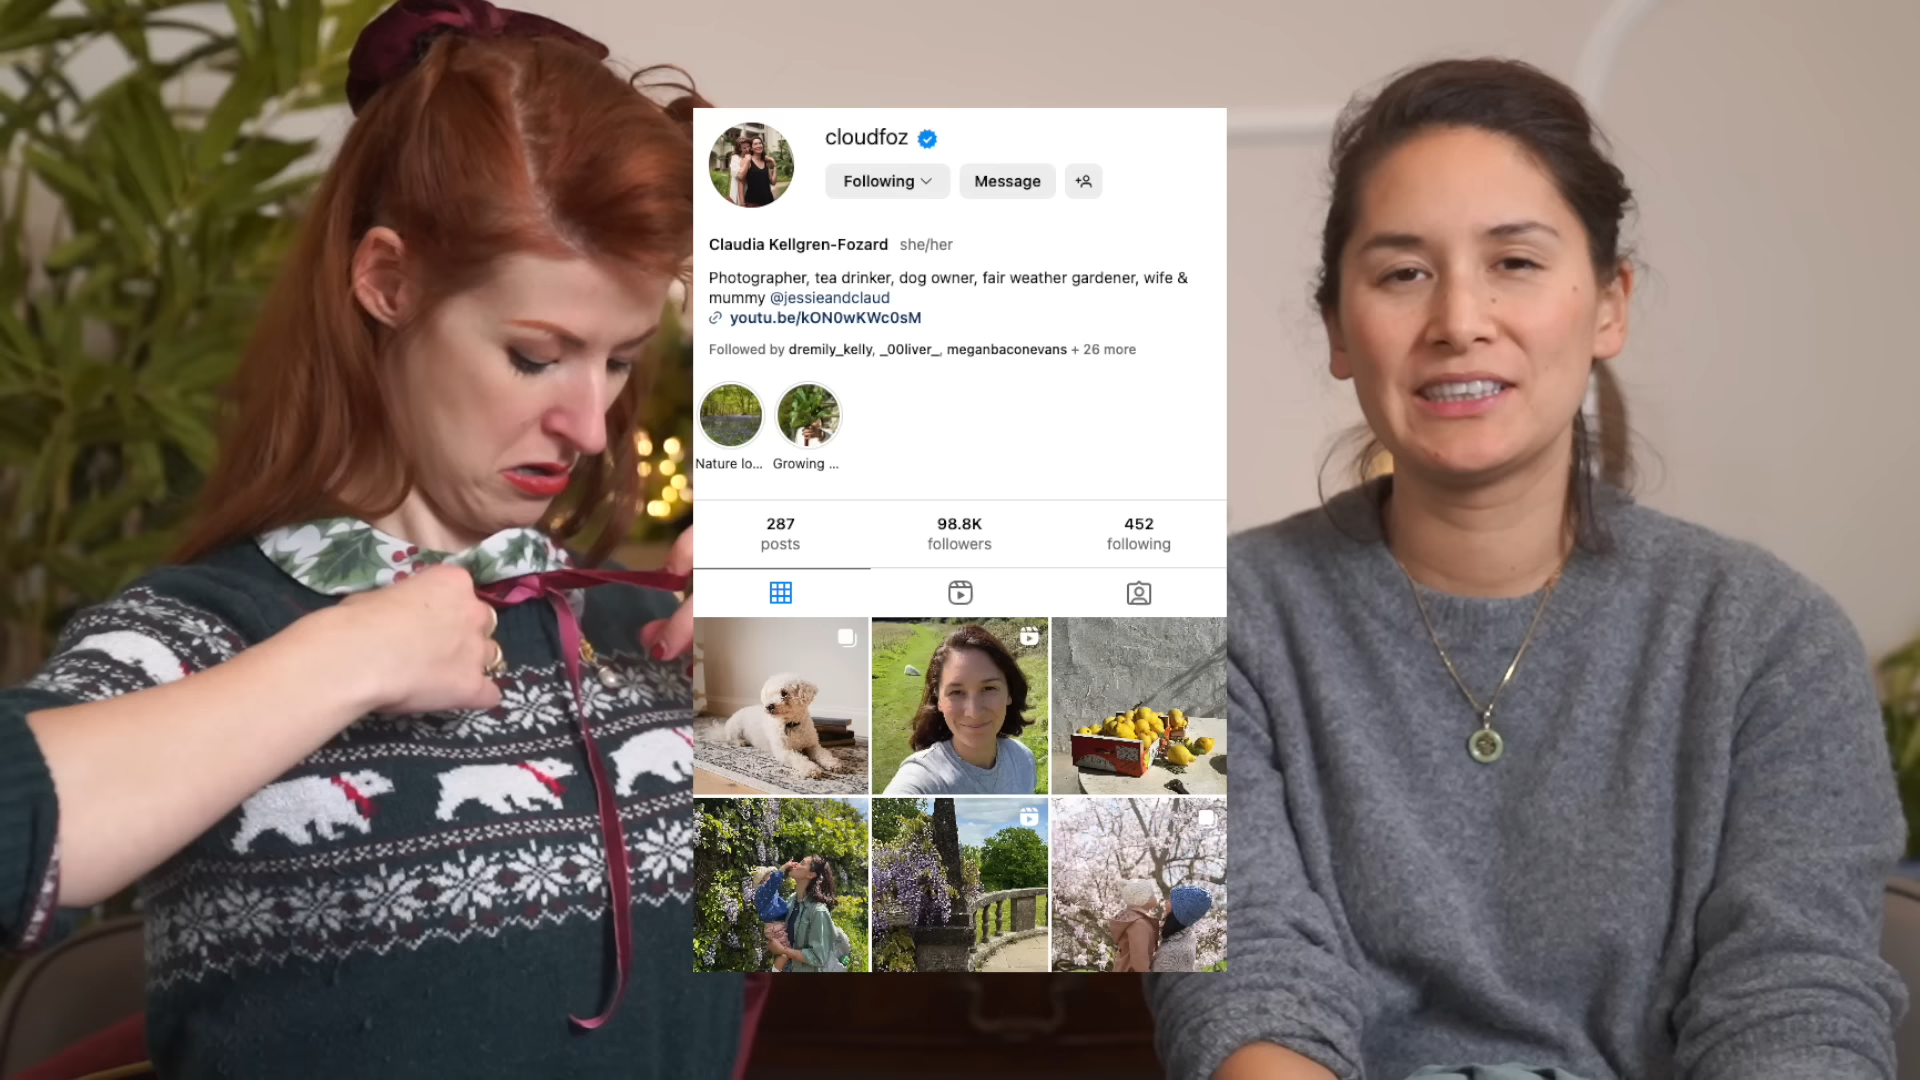 cloudfoz
Following
Message
Claudia Kellgren-Fozard she/her
Photographer, tea drinker, dog owner, fair weather gardener, wife &
mummy @jessieandclaud
youtu.be/kON0wKWc0sM
Followed by dremily_kelly, _00liver_, meganbaconevans + 26 more
Nature lo...
Growing ...
287
98.8K
452
posts
followers
following